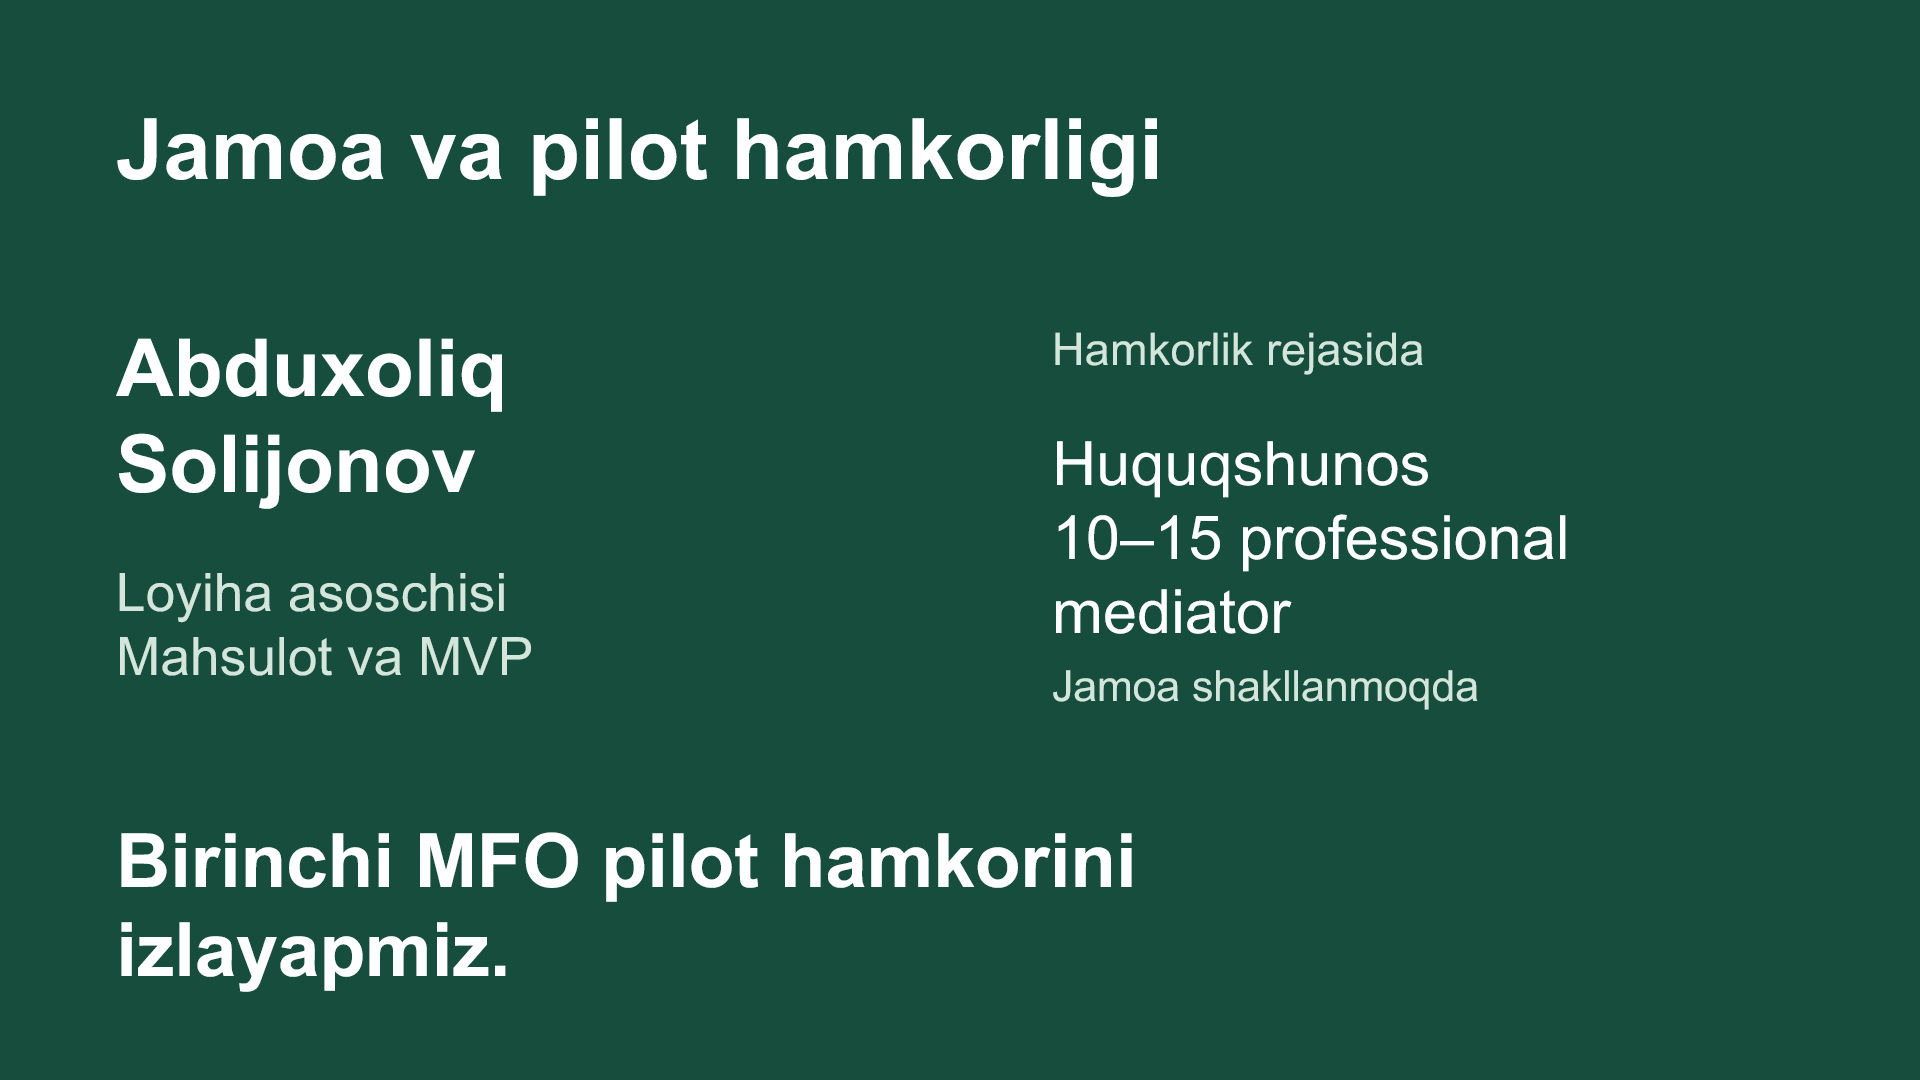 Jamoa va pilot hamkorligi
Abduxoliq
Solijonov
Loyiha asoschisi
Mahsulot va MVP
Hamkorlik rejasida
Huquqshunos
10–15 professional
mediator
Jamoa shakllanmoqda
Birinchi MFO pilot hamkorini
izlayapmiz.